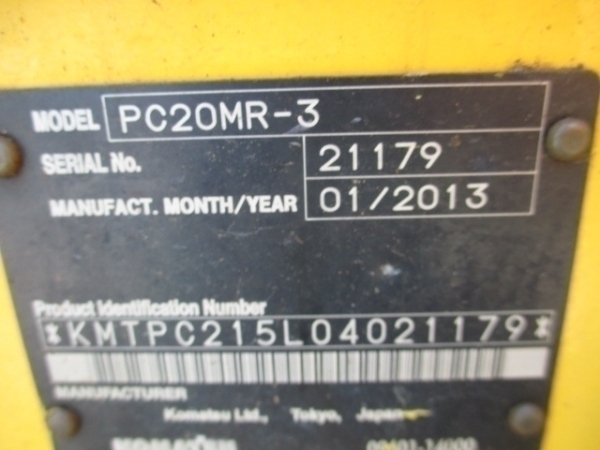 MODEL PC20MR-3
SERIAL No. 21179
MANUFACT. MONTH/YEAR 01/2013
Product Identification Number
*KMTPC215L04021179*
MANUFACTURER
Komatsu Ltd., Tokyo, Japan